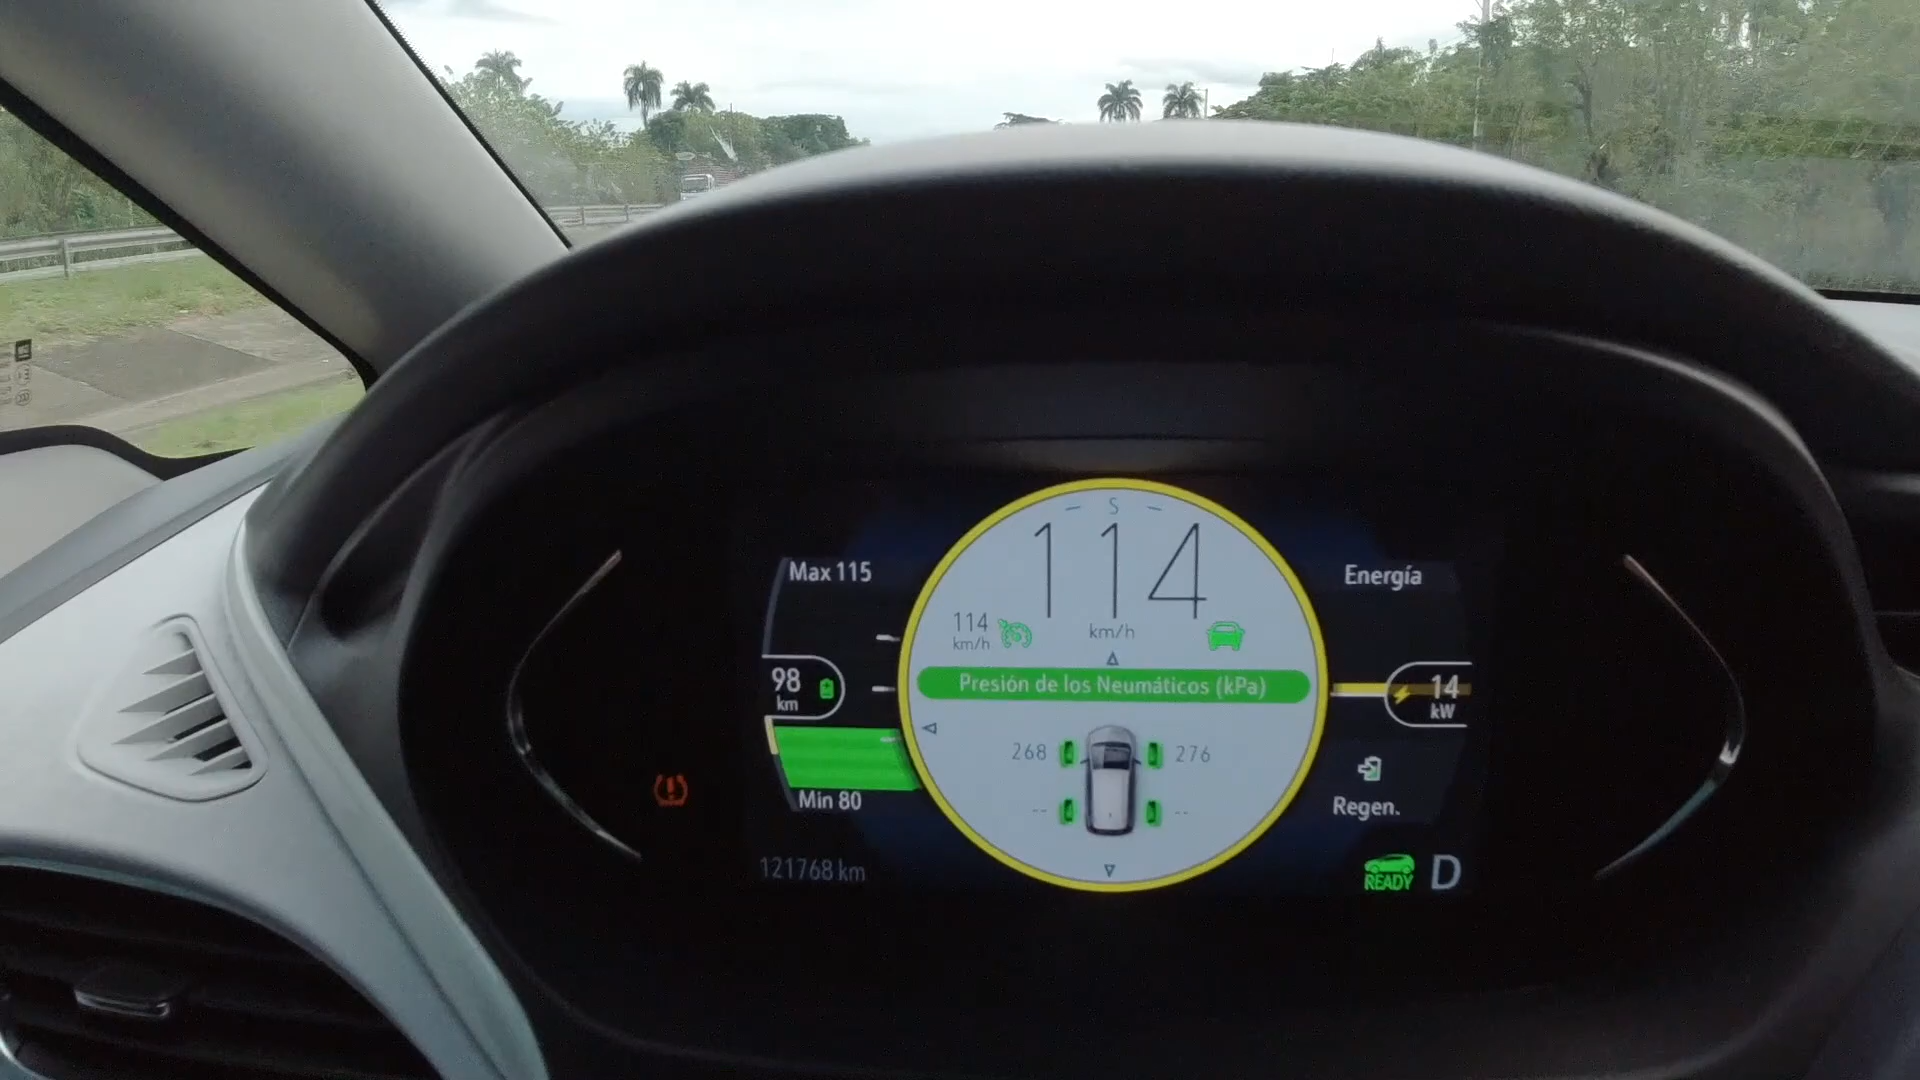 S
114
km/h
114
km/h
Presión de los Neumáticos (kPa)
268
276
--
--
Max 115
98
km
Min 80
121768 km
Energía
14
kW
Regen.
READY
D